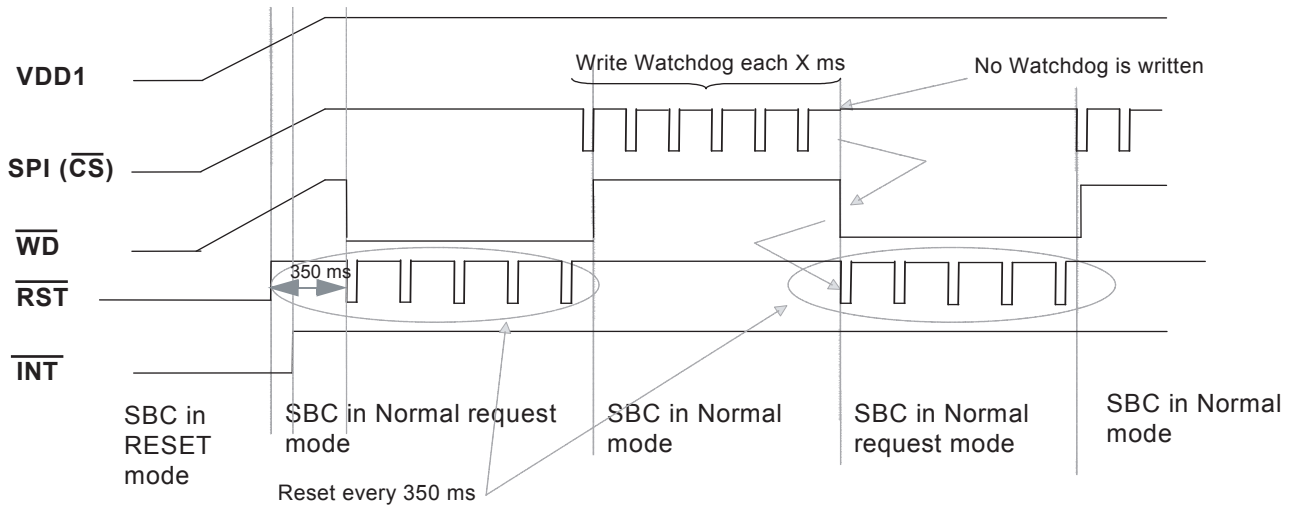 VDD1
Write Watchdog each X ms
No Watchdog is written
SPI (CS)
WD
350 ms
RST
INT
SBC in
RESET
mode
SBC in Normal request
mode
SBC in Normal
mode
SBC in Normal
request mode
SBC in Normal
mode
Reset every 350 ms